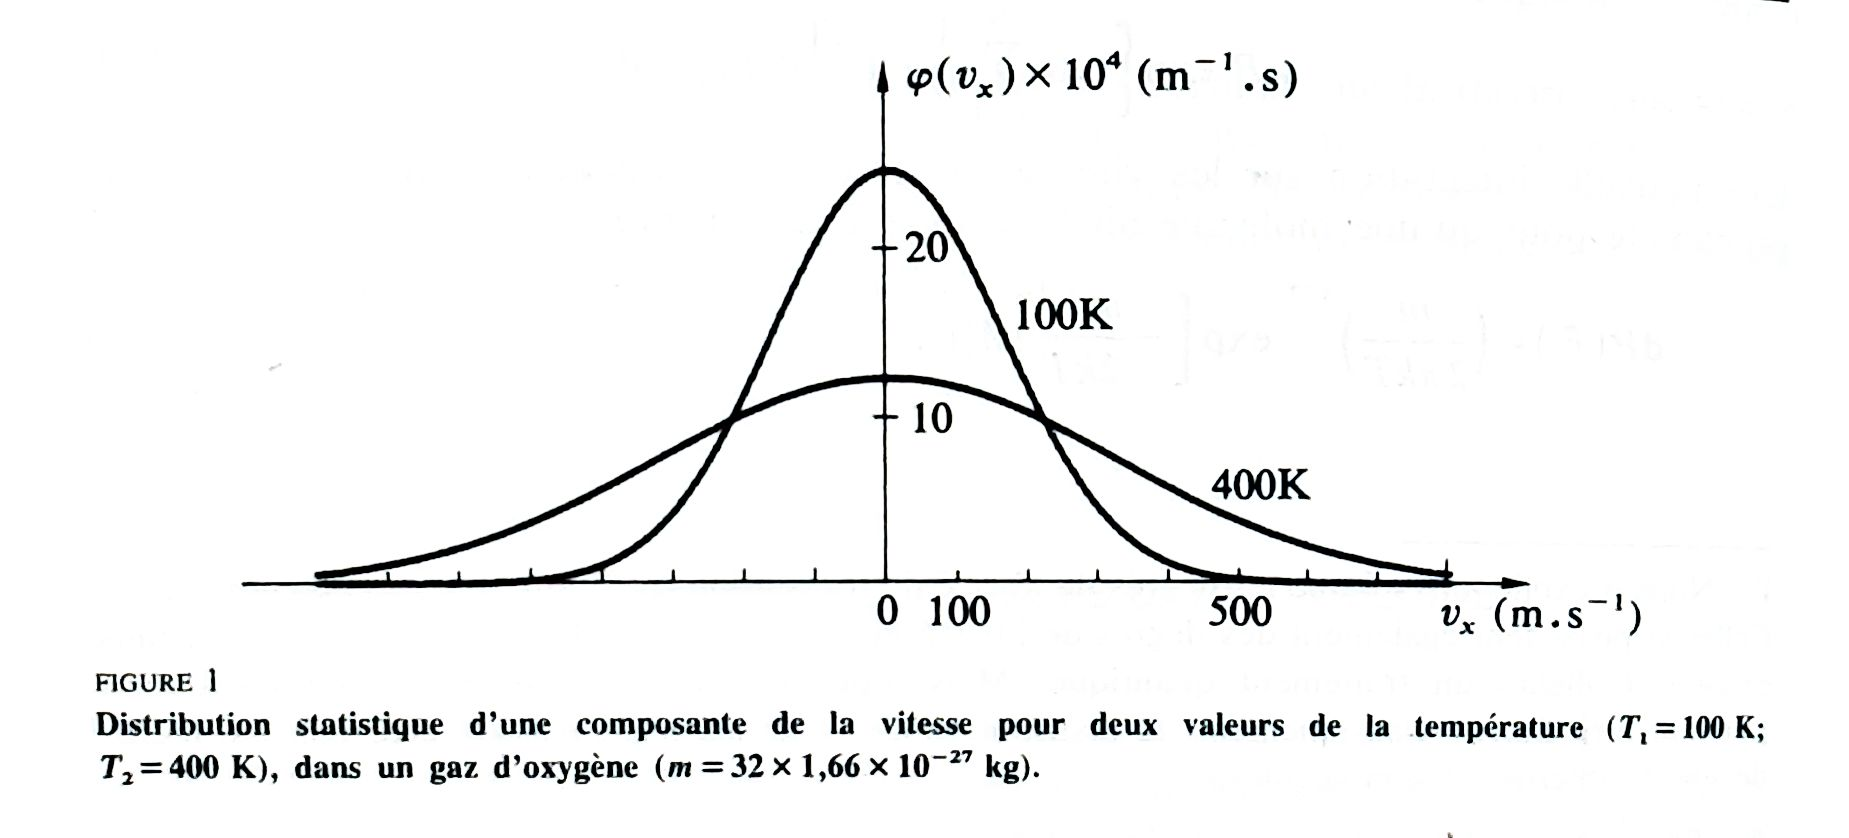 φ(vₓ) × 10⁴ (m⁻¹.s)
20
100K
10
400K
0 100 500 vₓ (m.s⁻¹)
FIGURE 1
Distribution statistique d'une composante de la vitesse pour deux valeurs de la température (T₁ = 100 K;
T₂ = 400 K), dans un gaz d'oxygène (m = 32 × 1,66 × 10⁻²⁷ kg).